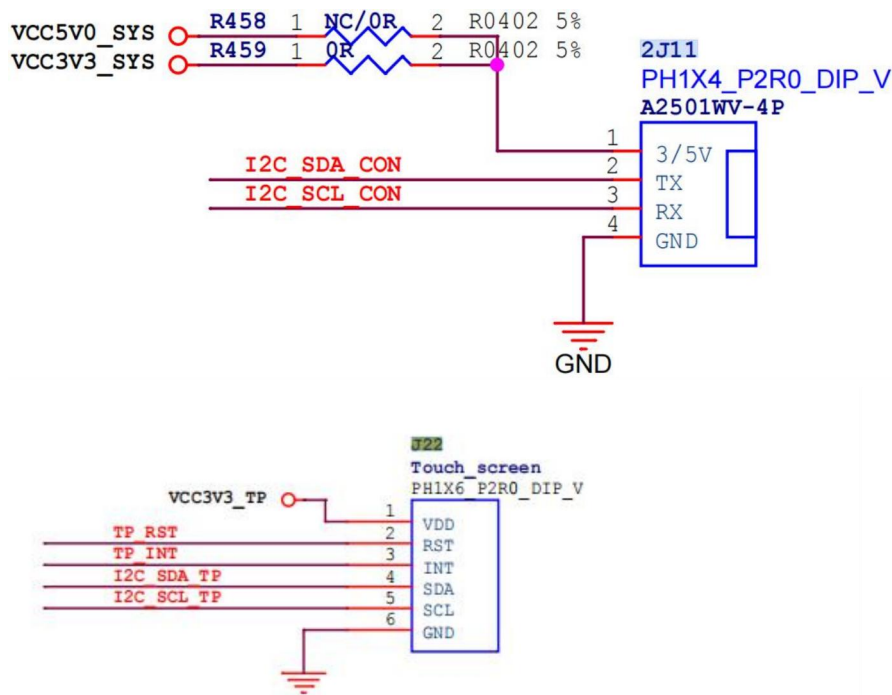 VCC5V0_SYS R458 1 NC/0R 2 R0402 5%
VCC3V3_SYS R459 1 0R 2 R0402 5%
2J11
PH1X4_P2R0_DIP_V
A2501WV-4P
1 3/5V
I2C_SDA_CON 2 TX
I2C_SCL_CON 3 RX
4 GND
GND
J22
Touch_screen
PH1X6_P2R0_DIP_V
VCC3V3_TP 1 VDD
TP_RST 2 RST
TP_INT 3 INT
I2C_SDA_TP 4 SDA
I2C_SCL_TP 5 SCL
6 GND